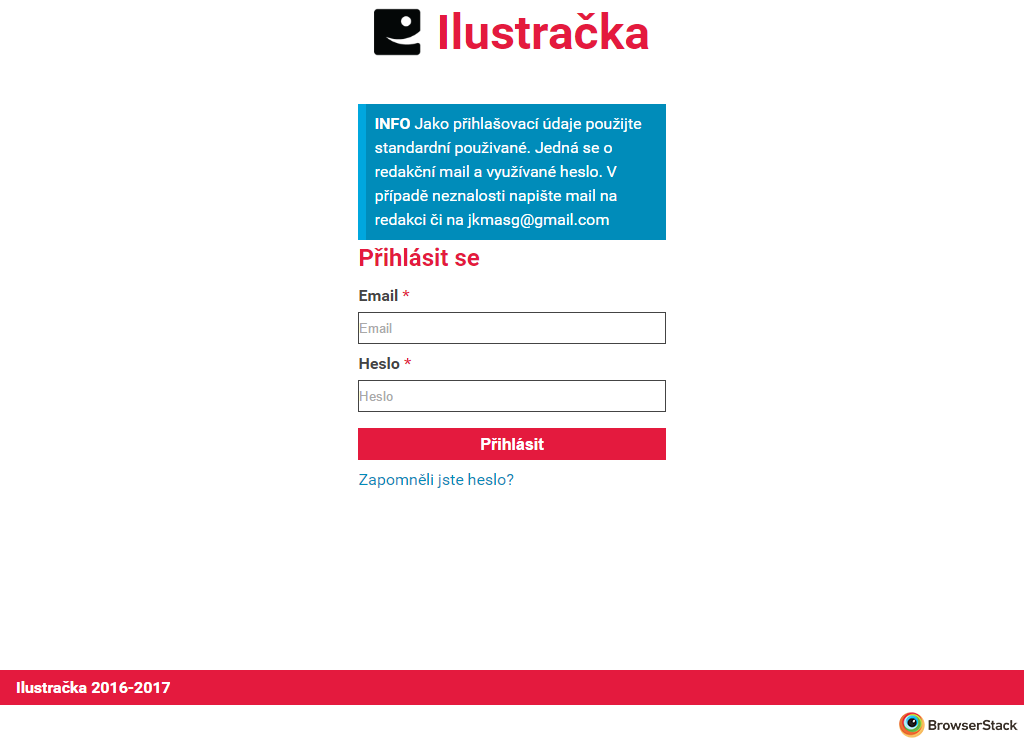 Ilustračka
INFO Jako přihlašovací údaje použijte
standardní použivané. Jedná se o
redakční mail a využívané heslo. V
případě neznalosti napište mail na
redakci či na jkmasg@gmail.com
Přihlásit se
Email *
Email
Heslo *
Heslo
Přihlásit
Zapomněli jste heslo?
Ilustračka 2016-2017
BrowserStack